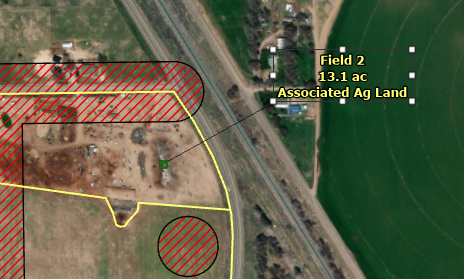 Field 2
13.1 ac
Associated Ag Land